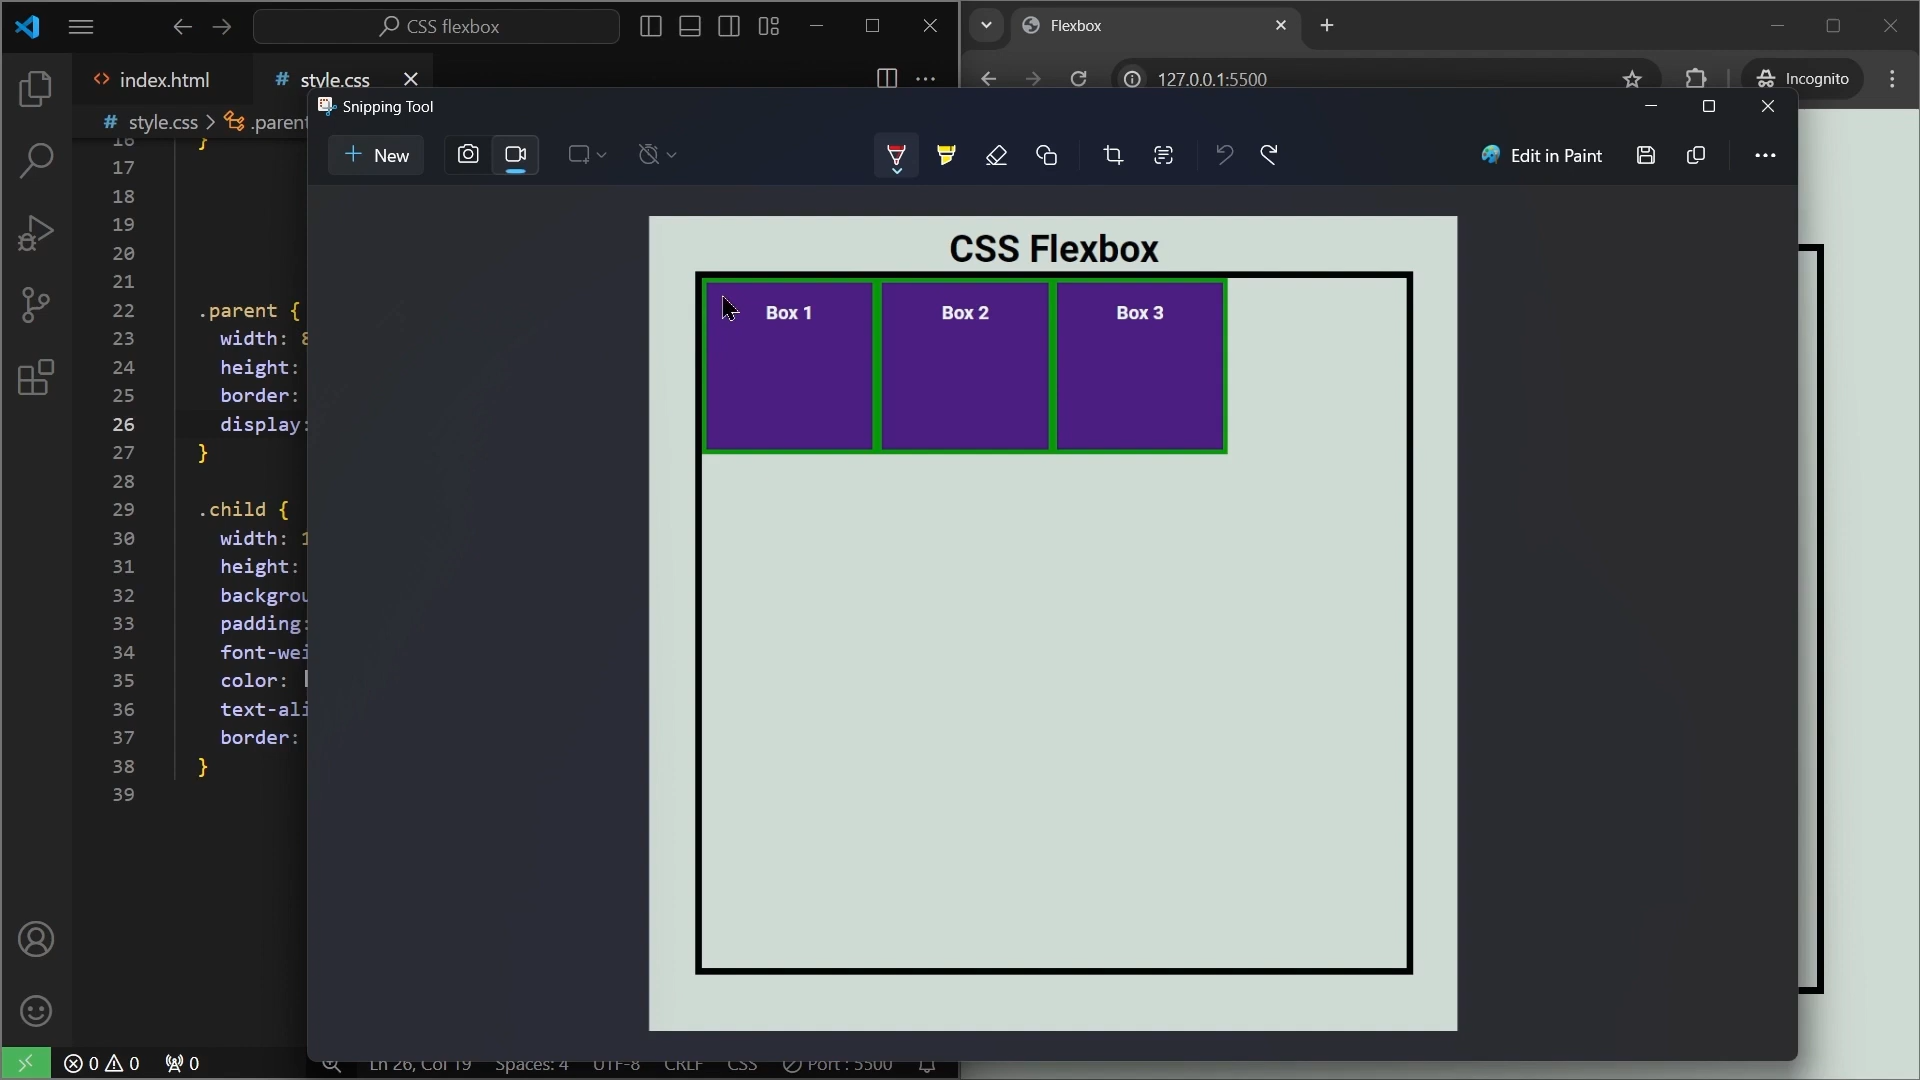 CSS flexbox
Flexbox
index.html
# style.css
127.0.0.1:5500
Incognito
# style.css > .parent
Snipping Tool
New
Edit in Paint
16 }
17
18
19
20
21
22 .parent {
23 width: 8
24 height:
25 border:
26 display:
27 }
28
29 .child {
30 width: 1
31 height:
32 backgrou
33 padding:
34 font-wei
35 color:
36 text-ali
37 border:
38 }
39
CSS Flexbox
Box 1 Box 2 Box 3
0 0 0
Ln 26, Col 19 Spaces: 4 UTF-8 CRLF CSS Port : 5500